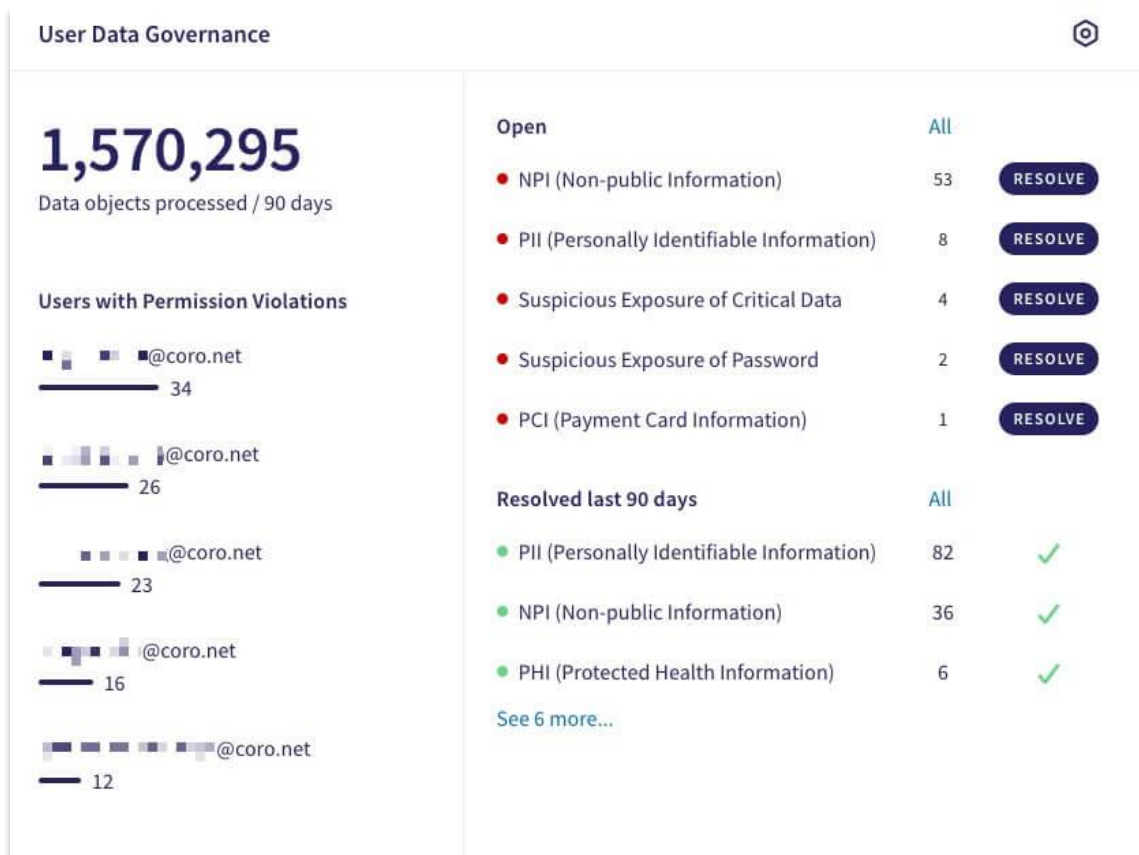 User Data Governance
1,570,295
Data objects processed / 90 days
Users with Permission Violations
@coro.net
34
@coro.net
26
@coro.net
23
@coro.net
16
@coro.net
12
Open All
NPI (Non-public Information) 53 RESOLVE
PII (Personally Identifiable Information) 8 RESOLVE
Suspicious Exposure of Critical Data 4 RESOLVE
Suspicious Exposure of Password 2 RESOLVE
PCI (Payment Card Information) 1 RESOLVE
Resolved last 90 days All
PII (Personally Identifiable Information) 82
NPI (Non-public Information) 36
PHI (Protected Health Information) 6
See 6 more...